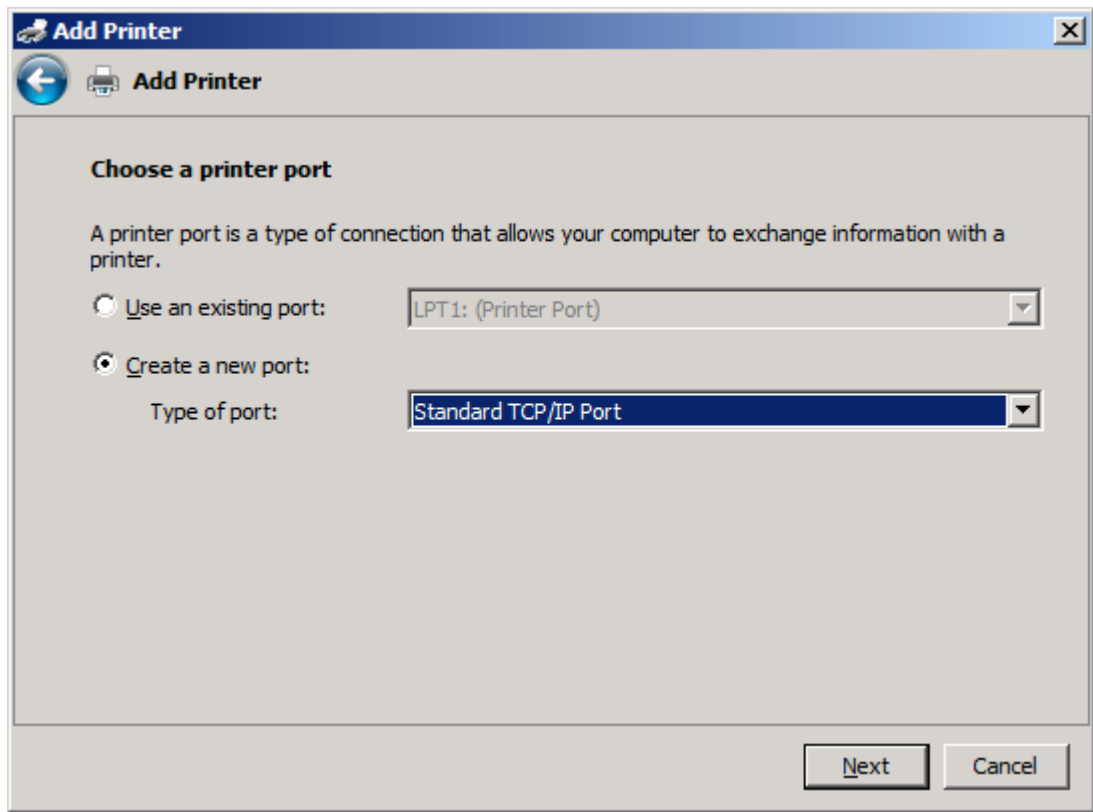 Add Printer
Add Printer
Choose a printer port
A printer port is a type of connection that allows your computer to exchange information with a
printer.
Use an existing port: LPT1: (Printer Port)
Create a new port:
Type of port: Standard TCP/IP Port
Next Cancel